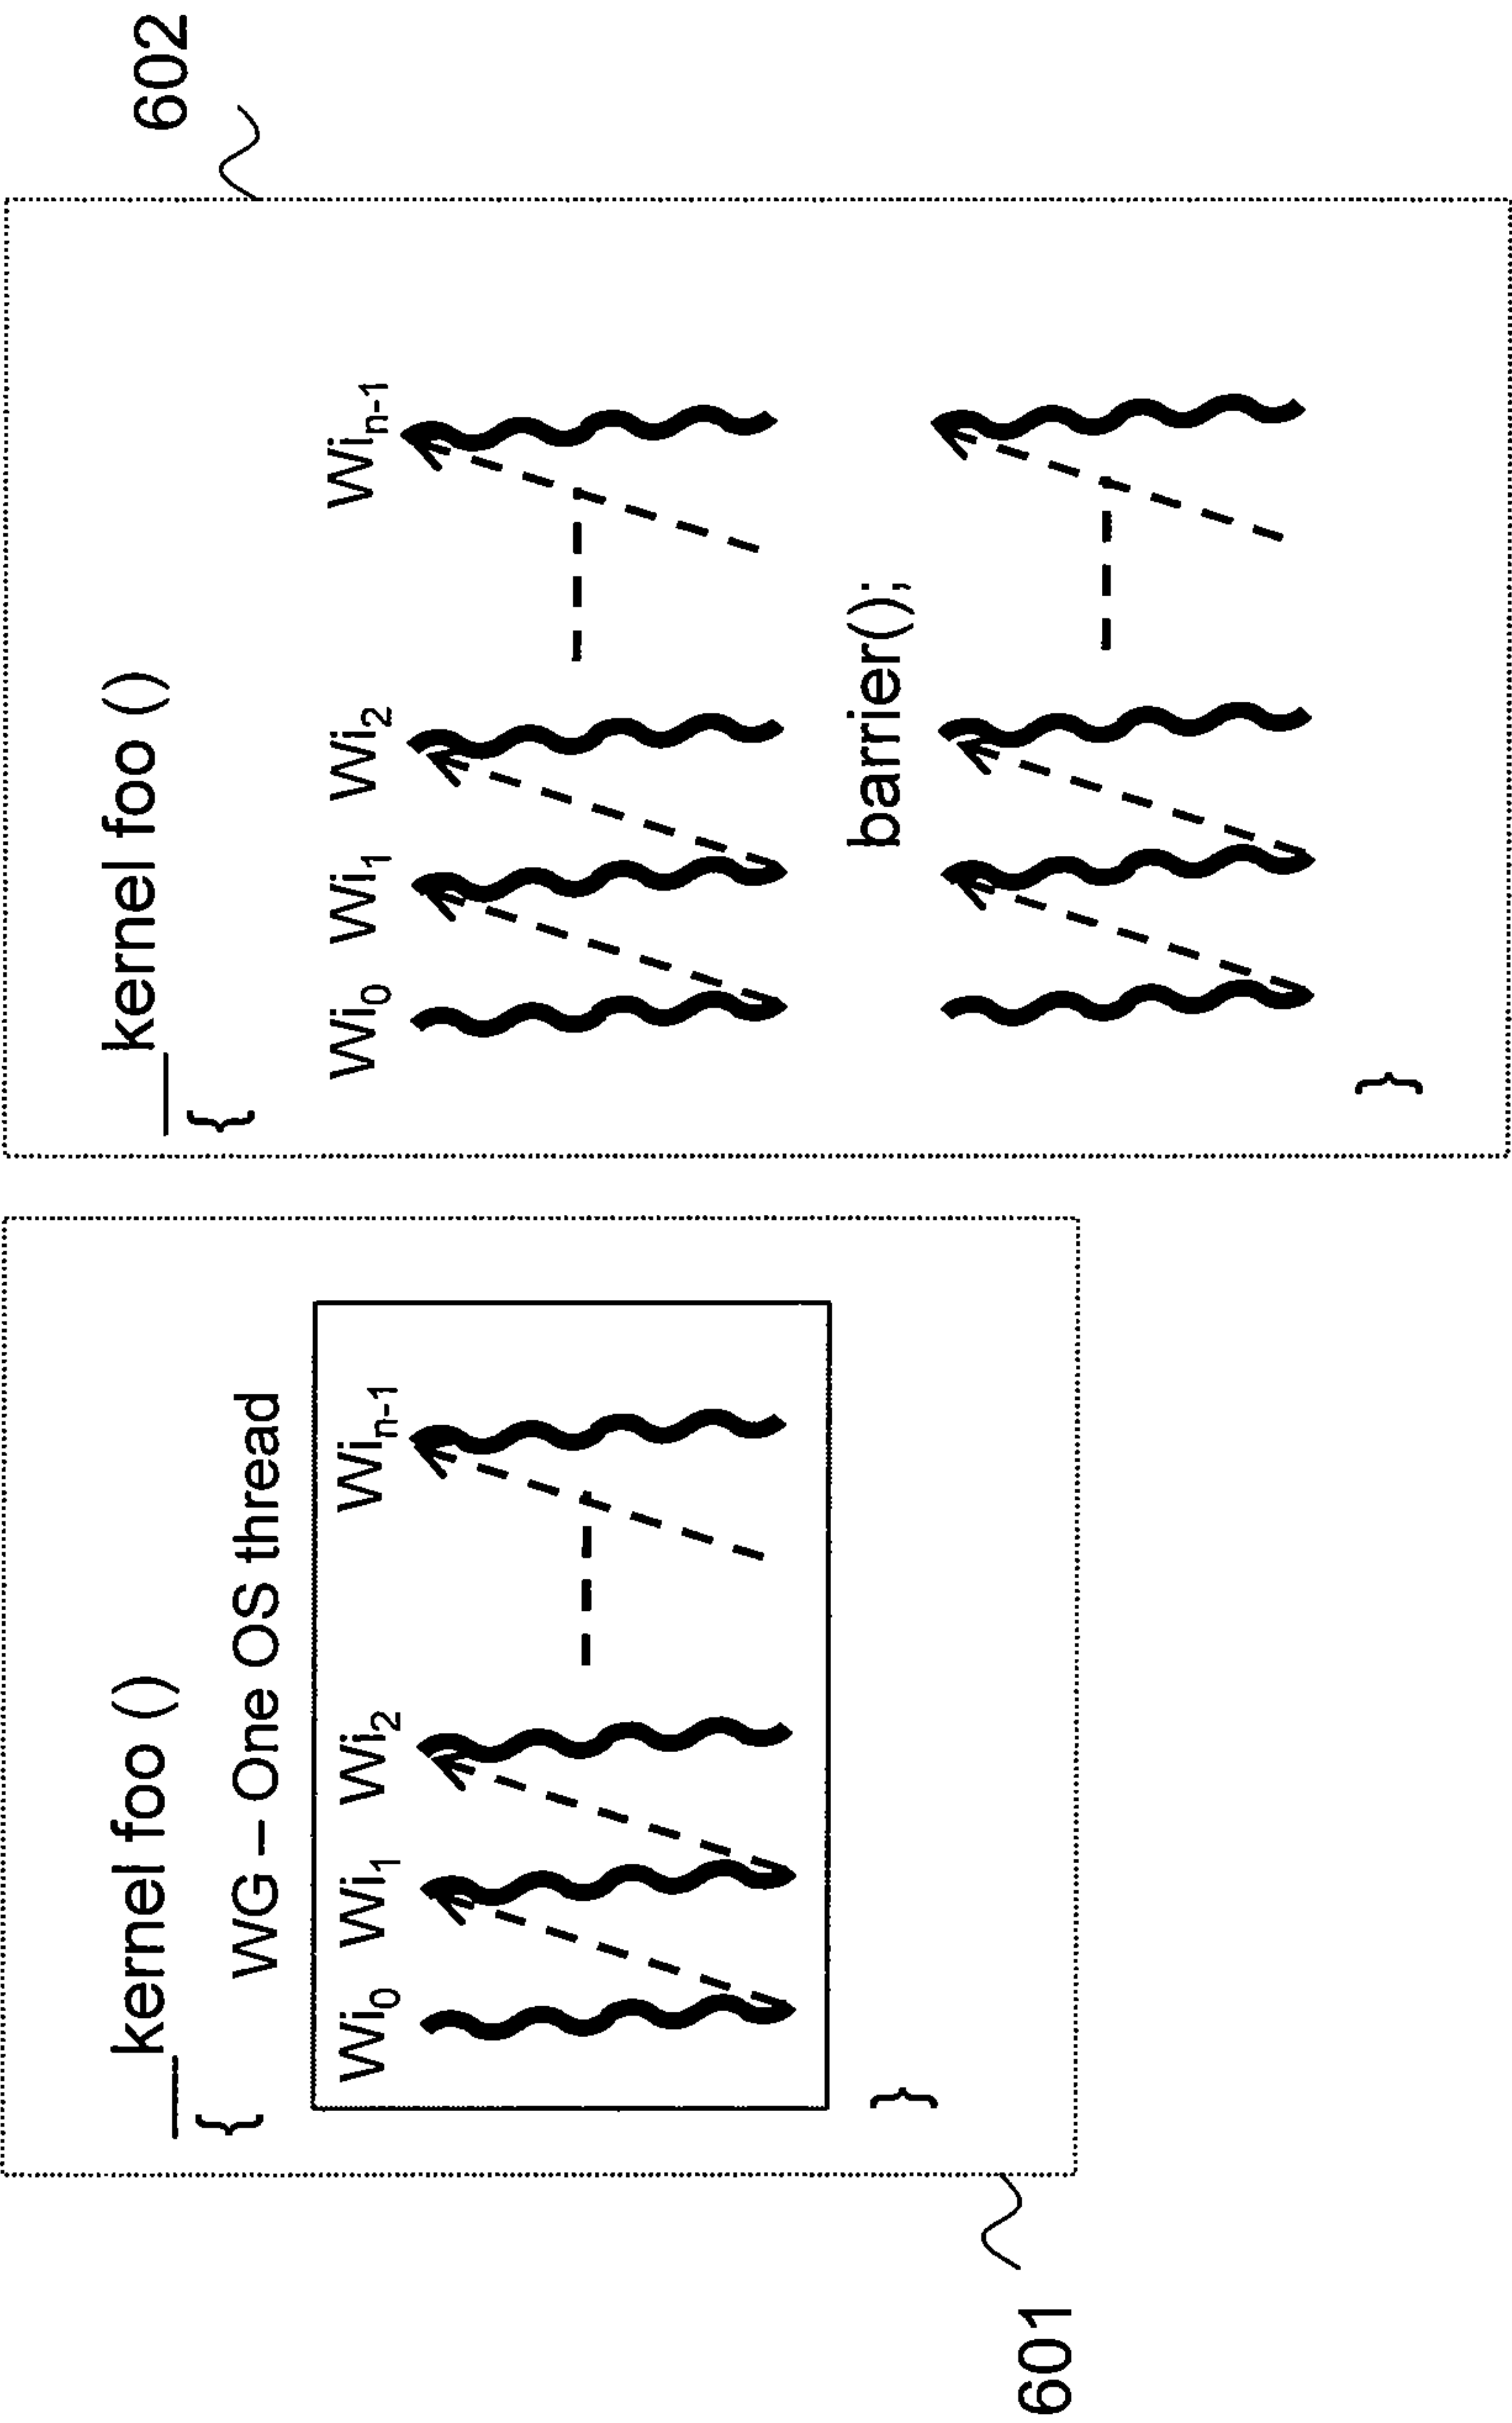 __kernel foo ()
{
WG – One OS thread
Wi0 Wi1 Wi2 Win-1
}
601
__kernel foo ()
{
Wi0 Wi1 Wi2 Win-1
barrier();
}
602